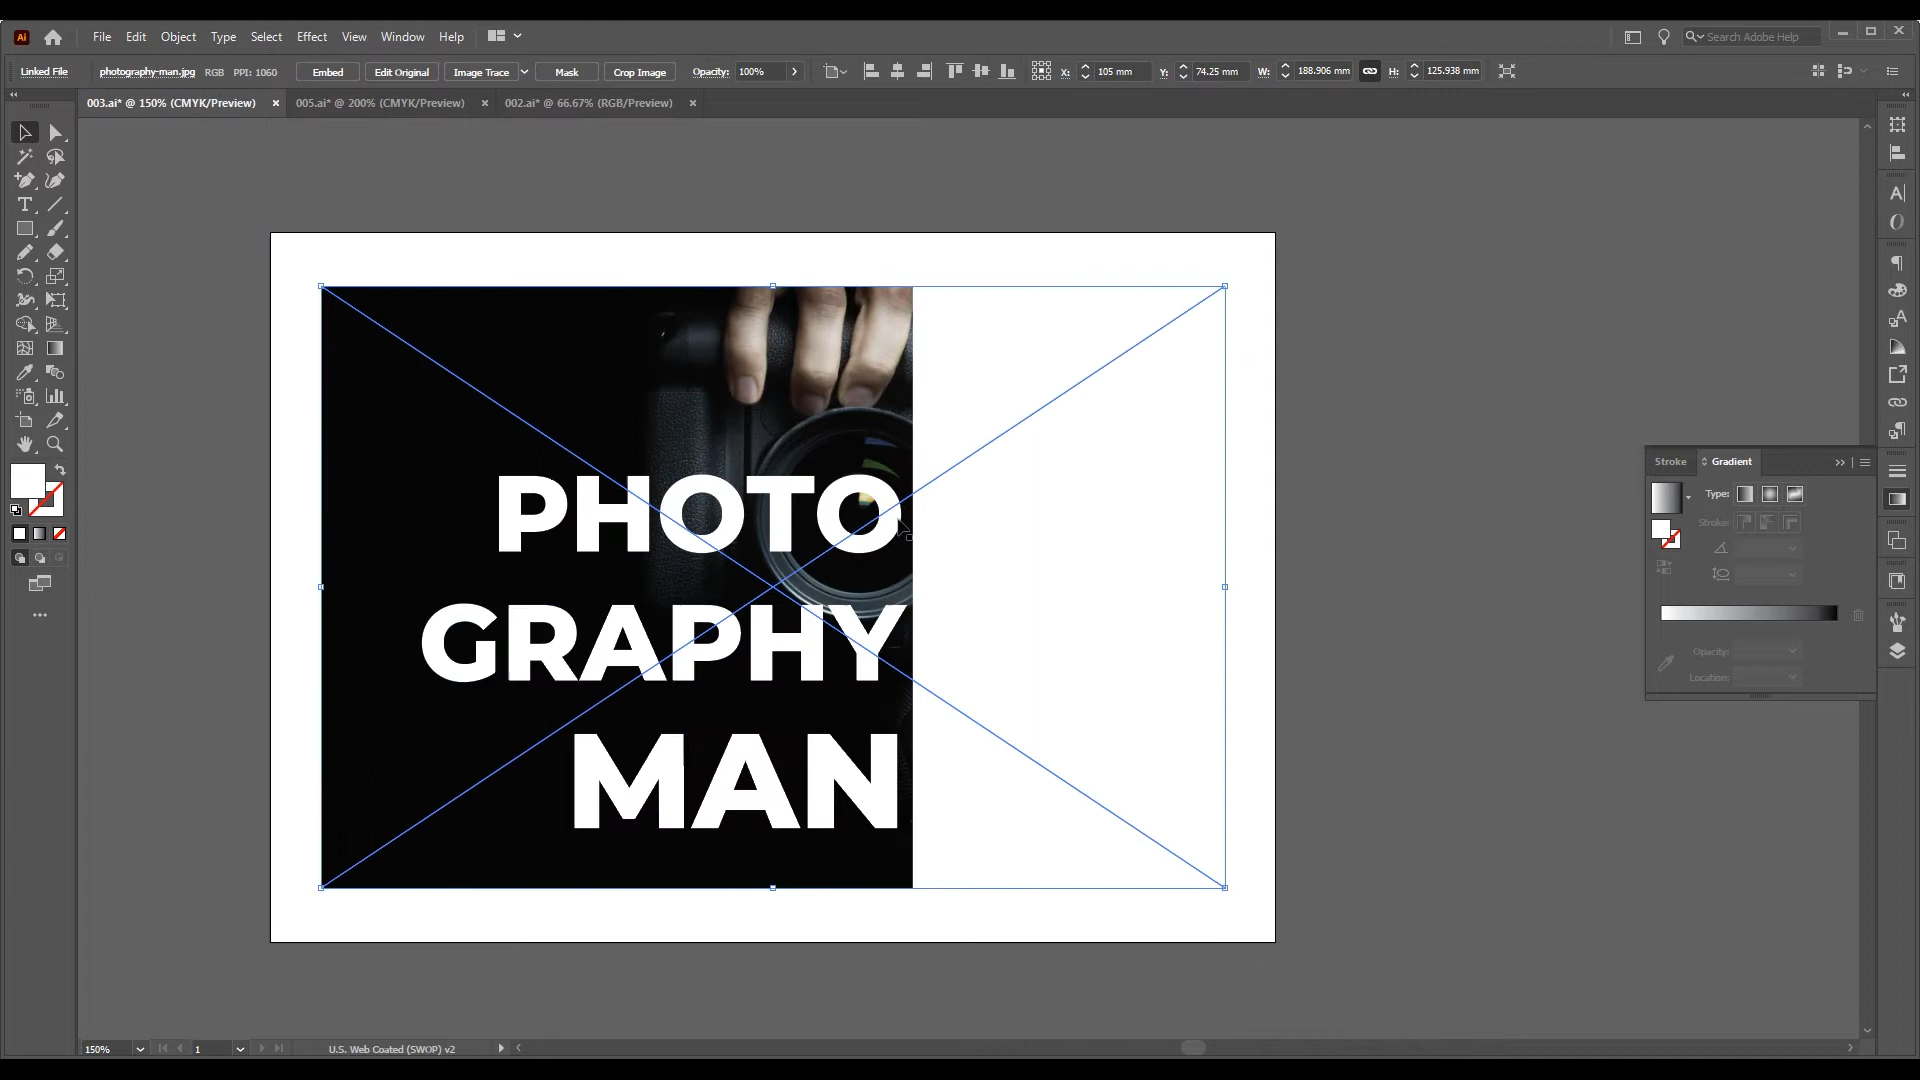 Ai File Edit Object Type Select Effect View Window Help Search Adobe Help
Linked File photography-man.jpg RGB PPI: 1060 Embed Edit Original Image Trace Mask Crop Image Opacity: 100% X: 105 mm Y: 74.25 mm W: 188.906 mm H: 125.938 mm
003.ai* @ 150% (CMYK/Preview) × 005.ai* @ 200% (CMYK/Preview) × 002.ai* @ 66.67% (RGB/Preview) ×
PHOTO
GRAPHY
MAN
Stroke Gradient
Type:
Stroke:
Opacity:
Location:
150% 1 U.S. Web Coated (SWOP) v2